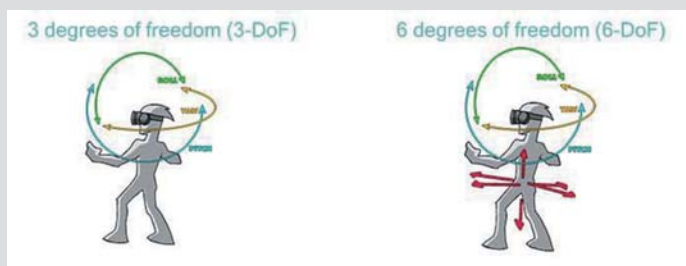 3 degrees of freedom (3-DoF)
ROLL
YAW
PITCH
6 degrees of freedom (6-DoF)
ROLL
YAW
PITCH